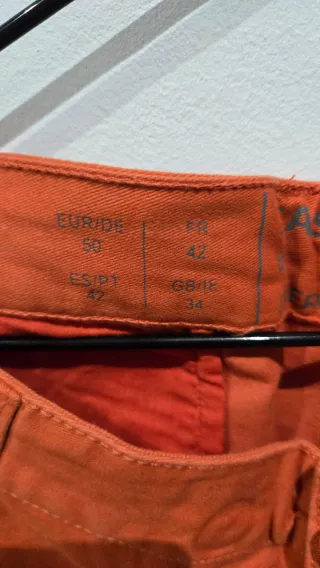 EUR/DE FR
50 42
ES/PT GB/IE
42 34